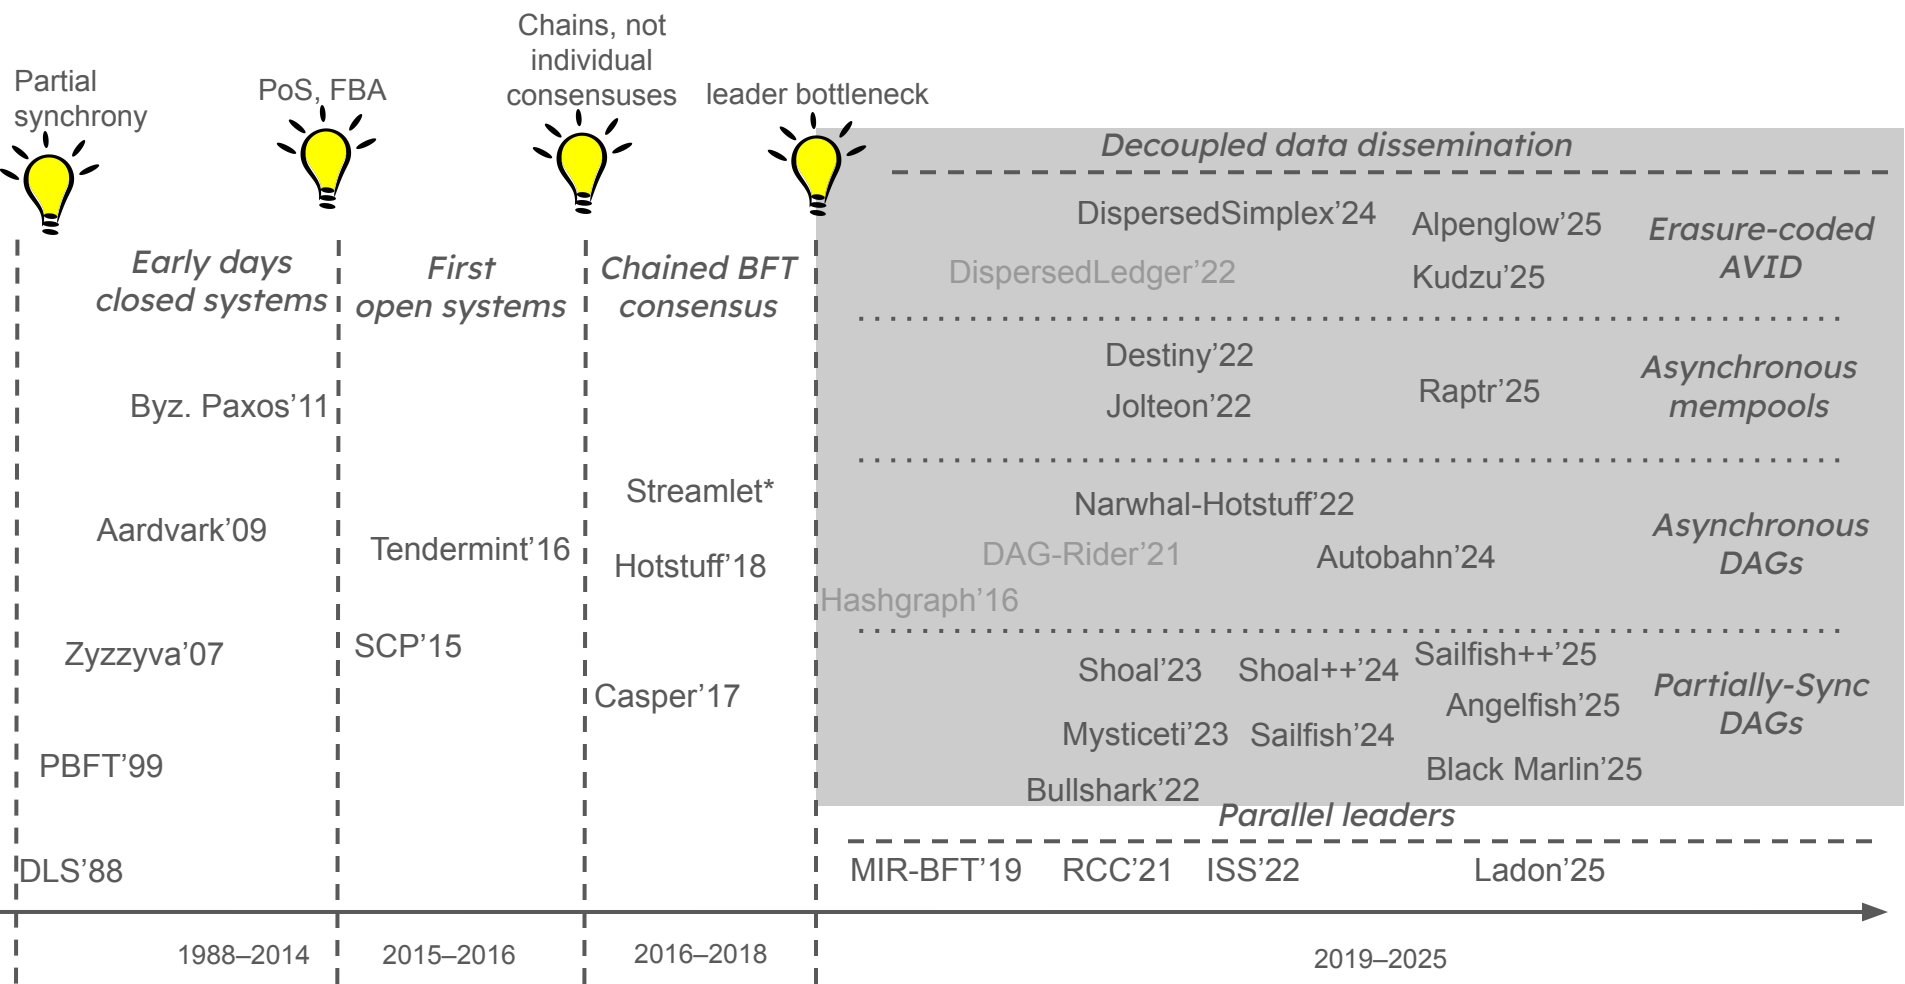 Partial
synchrony
PoS, FBA
Chains, not
individual
consensuses
leader bottleneck
Early days
closed systems
Byz. Paxos’11
Aardvark’09
Zyzzyva’07
PBFT’99
DLS’88
First
open systems
Tendermint’16
SCP’15
Chained BFT
consensus
Streamlet*
Hotstuff’18
Casper’17
Decoupled data dissemination
DispersedSimplex’24
Alpenglow’25
DispersedLedger’22
Kudzu’25
Erasure-coded
AVID
Destiny’22
Jolteon’22
Raptr’25
Asynchronous
mempools
Narwhal-Hotstuff’22
DAG-Rider’21
Autobahn’24
Hashgraph’16
Asynchronous
DAGs
Shoal’23
Shoal++’24
Sailfish++’25
Angelfish’25
Mysticeti’23
Sailfish’24
Black Marlin’25
Bullshark’22
Partially-Sync
DAGs
Parallel leaders
MIR-BFT’19
RCC’21
ISS’22
Ladon’25
1988–2014
2015–2016
2016–2018
2019–2025